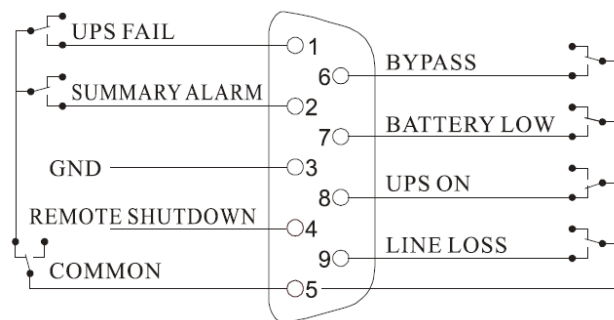 UPS FAIL
1
BYPASS
6
SUMMARY ALARM
2
BATTERY LOW
7
GND
3
UPS ON
8
REMOTE SHUTDOWN
4
LINE LOSS
9
COMMON
5